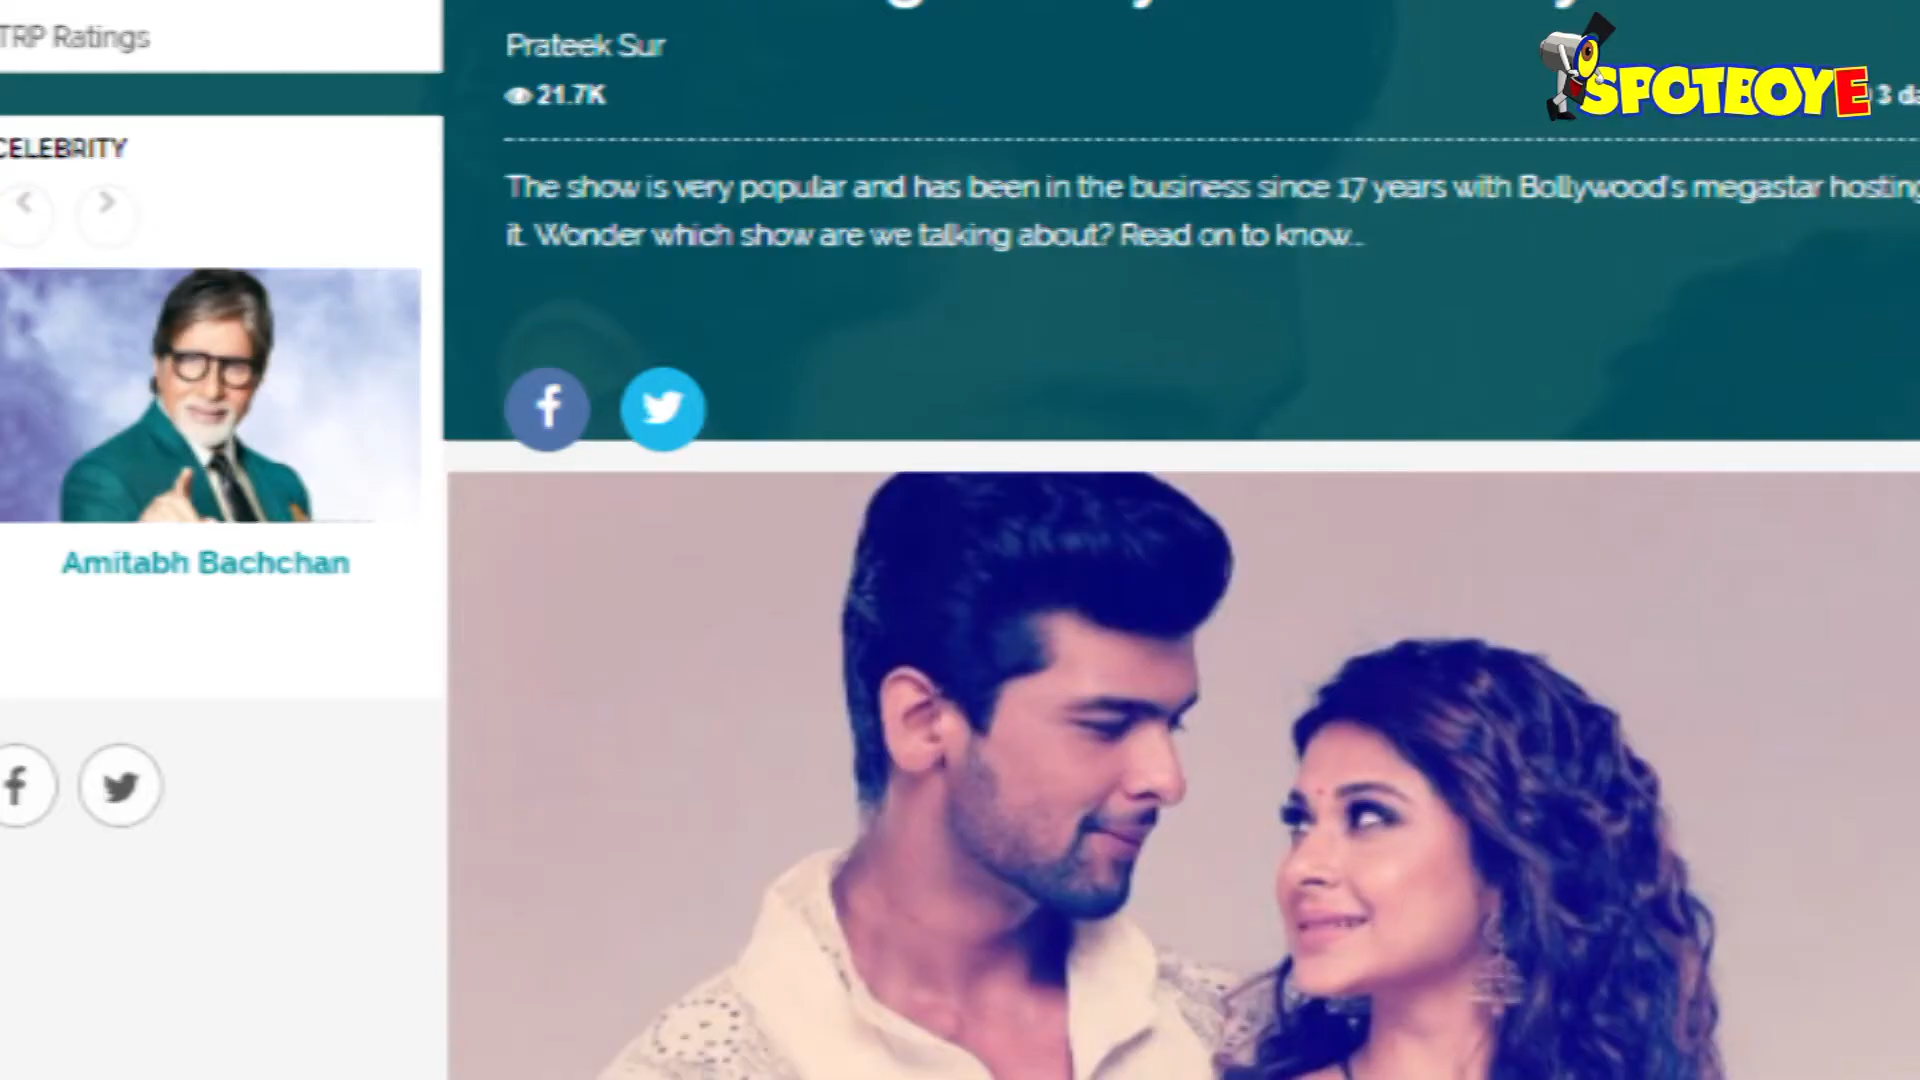 TRP Ratings
Prateek Sur
21.7K
SPOTBOYE
CELEBRITY
The show is very popular and has been in the business since 17 years with Bollywood's megastar hosting
it. Wonder which show are we talking about? Read on to know...
Amitabh Bachchan